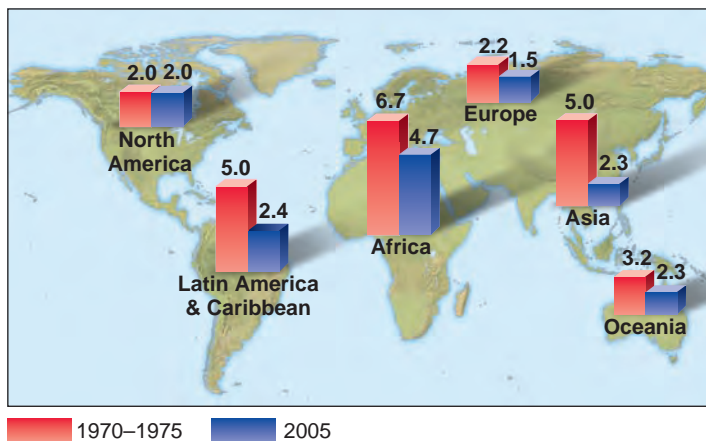 2.0 2.0
North
America
5.0
2.4
Latin America
& Caribbean
6.7
4.7
Africa
2.2
1.5
Europe
5.0
2.3
Asia
3.2
2.3
Oceania
1970–1975 2005